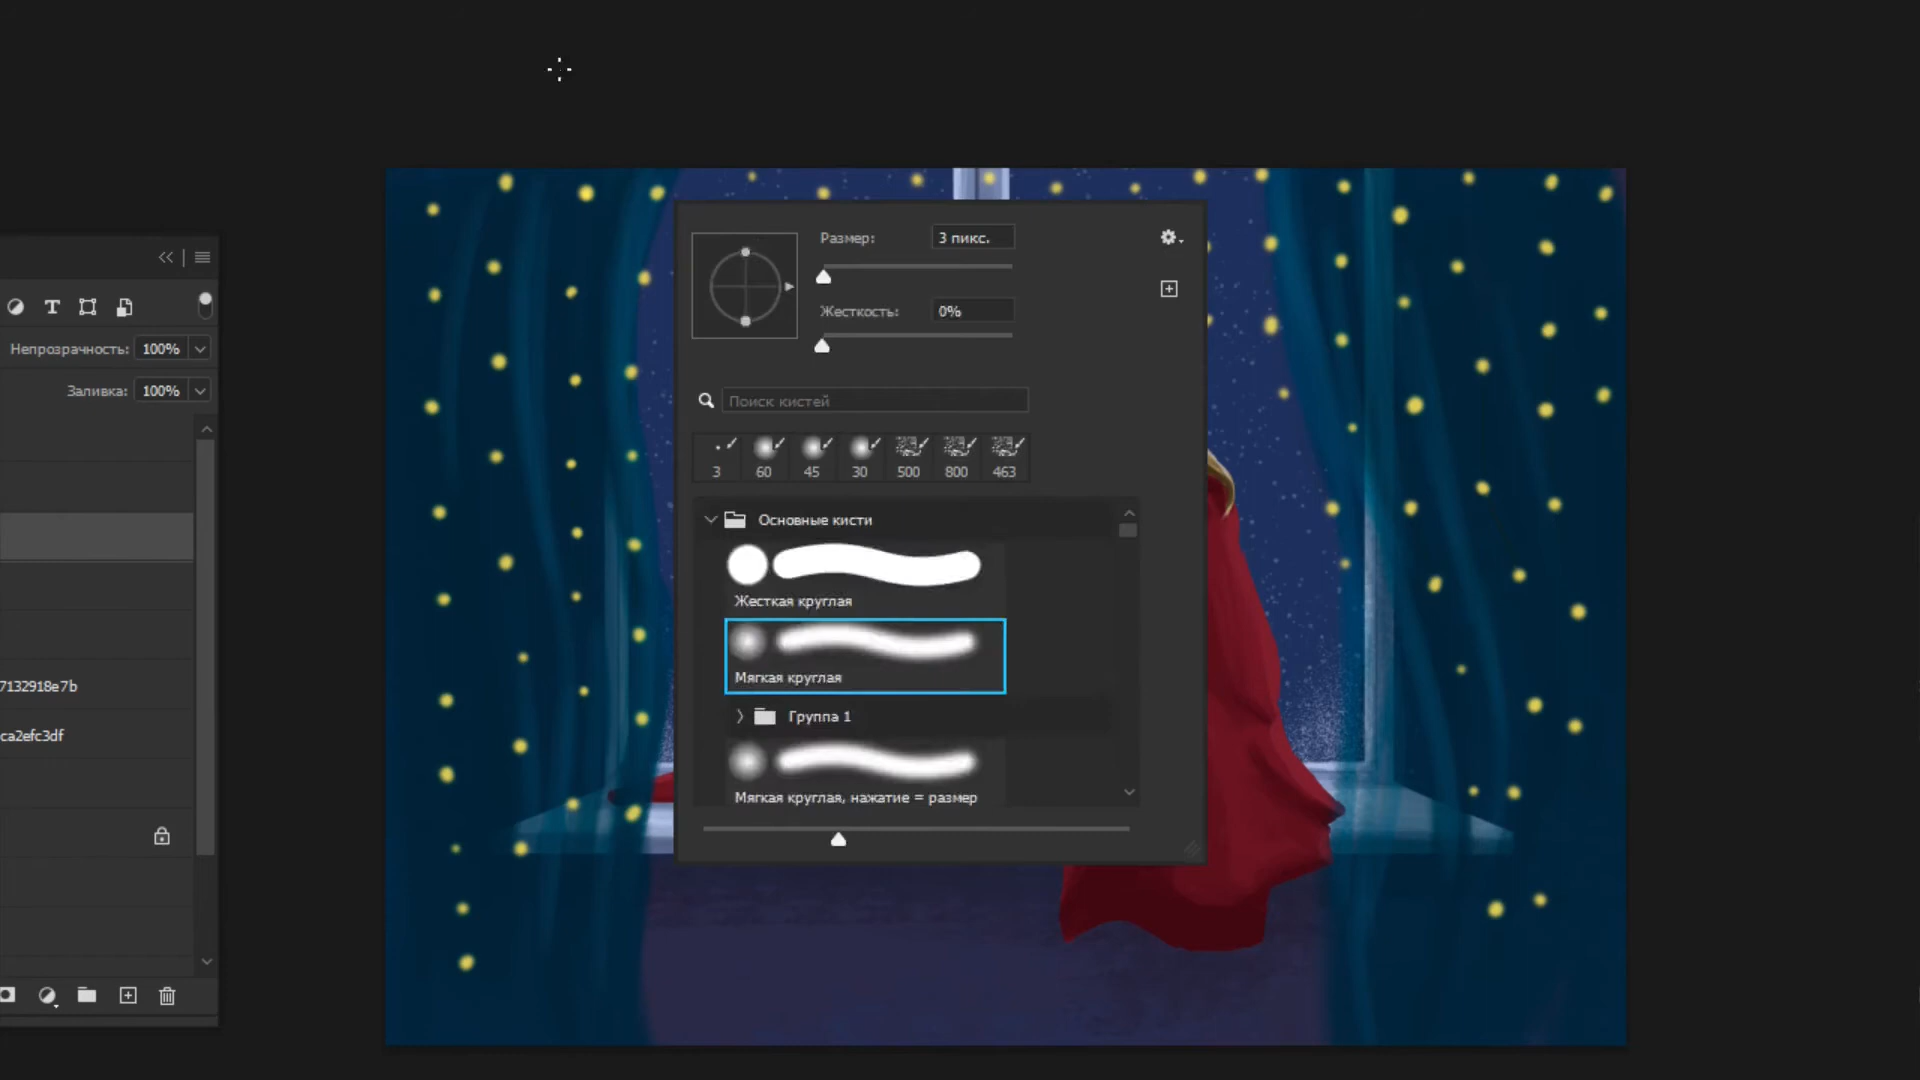 Размер: 3 пикс.
Жесткость: 0%
Непрозрачность: 100%
Заливка: 100%
Поиск кистей
3 60 45 30 500 800 463
Основные кисти
Жесткая круглая
Мягкая круглая
Группа 1
Мягкая круглая, нажатие = размер
7132918e7b
ca2efc3df